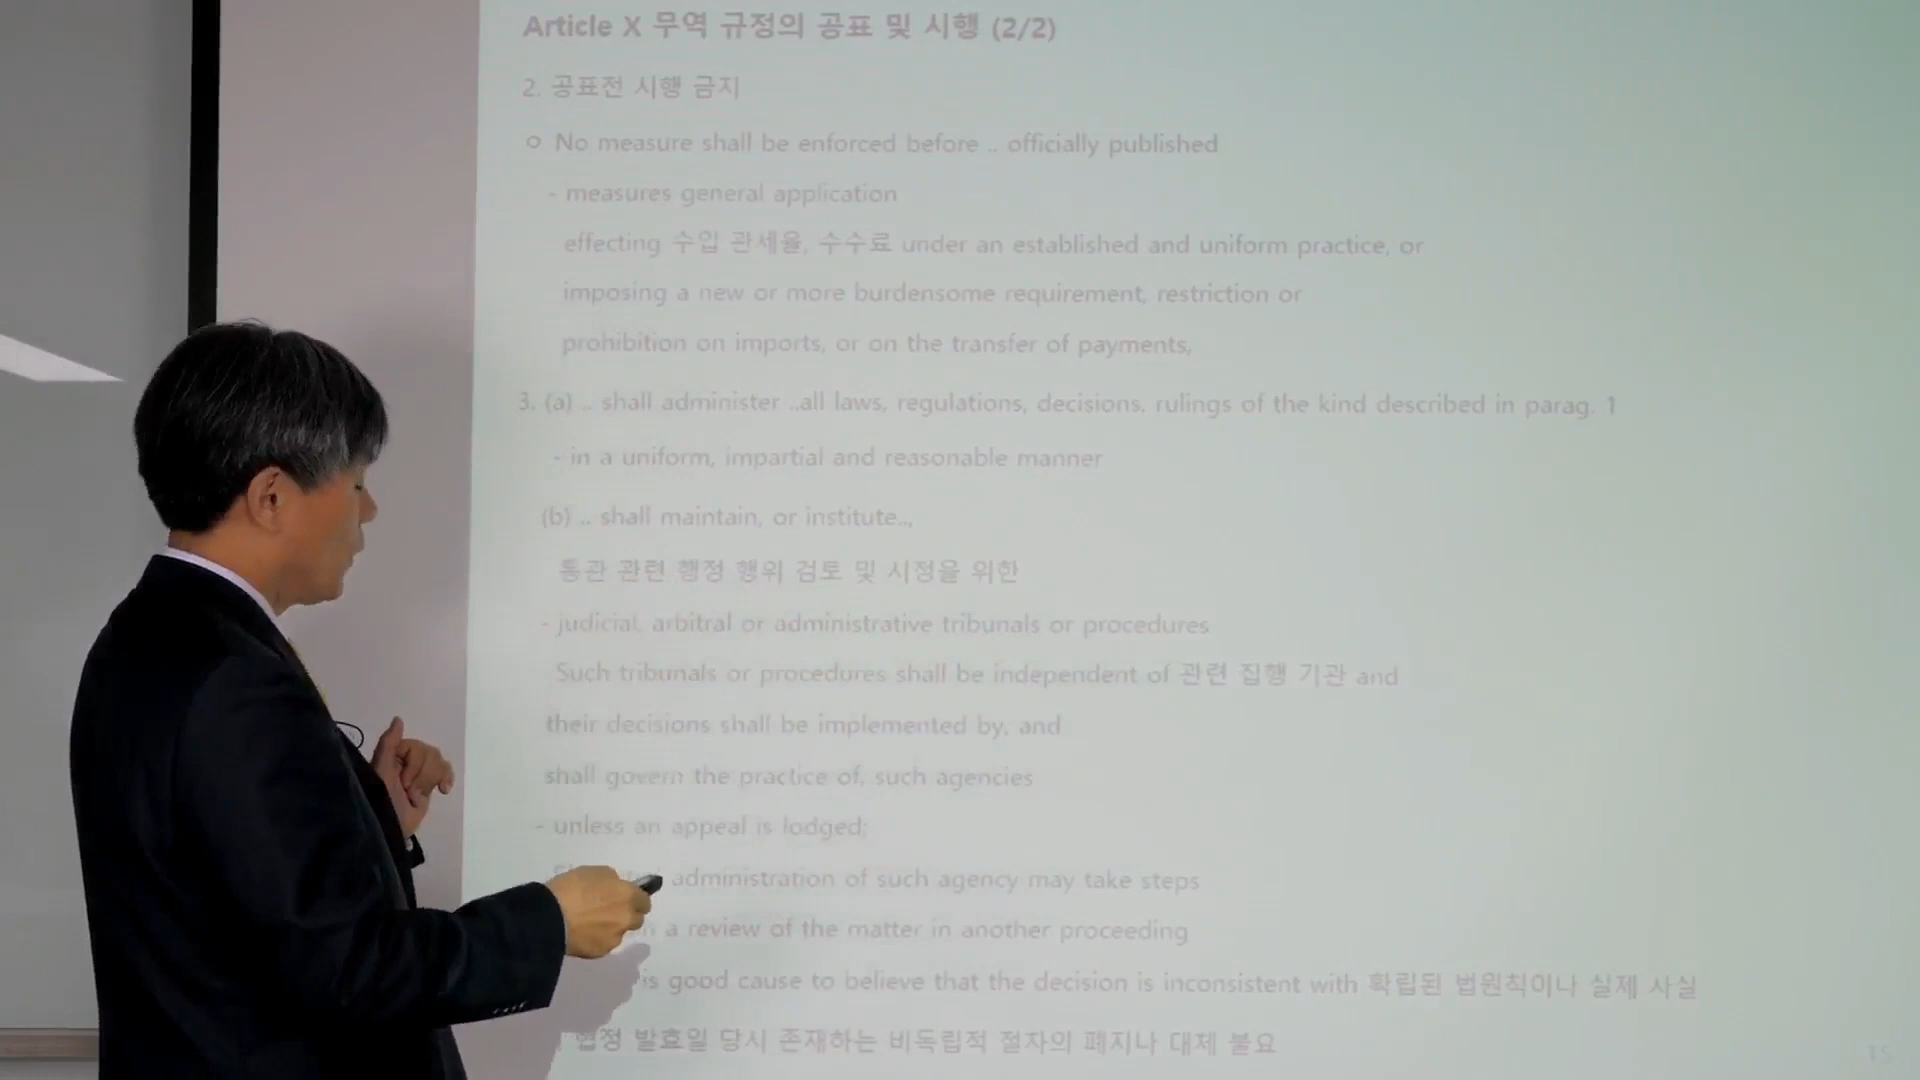 Article X 무역 규정의 공표 및 시행 (2/2)
2. 공표전 시행 금지
o No measure shall be enforced before .. officially published
- measures general application
effecting 수입 관세율, 수수료 under an established and uniform practice, or
imposing a new or more burdensome requirement, restriction or
prohibition on imports, or on the transfer of payments,
3. (a) .. shall administer ..all laws, regulations, decisions, rulings of the kind described in parag. 1
- in a uniform, impartial and reasonable manner
(b) .. shall maintain, or institute..,
통관 관련 행정 행위 검토 및 시정을 위한
- judicial, arbitral or administrative tribunals or procedures
Such tribunals or procedures shall be independent of 관련 집행 기관 and
their decisions shall be implemented by, and
shall govern the practice of, such agencies
- unless an appeal is lodged;
administration of such agency may take steps
a review of the matter in another proceeding
is good cause to believe that the decision is inconsistent with 확립된 법원칙이나 실제 사실
협정 발효일 당시 존재하는 비독립적 절차의 폐지나 대체 불요
15